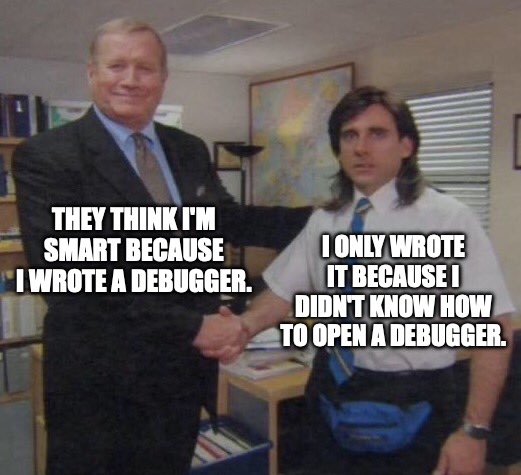 THEY THINK I'M
SMART BECAUSE
I WROTE A DEBUGGER.
I ONLY WROTE
IT BECAUSE I
DIDN'T KNOW HOW
TO OPEN A DEBUGGER.